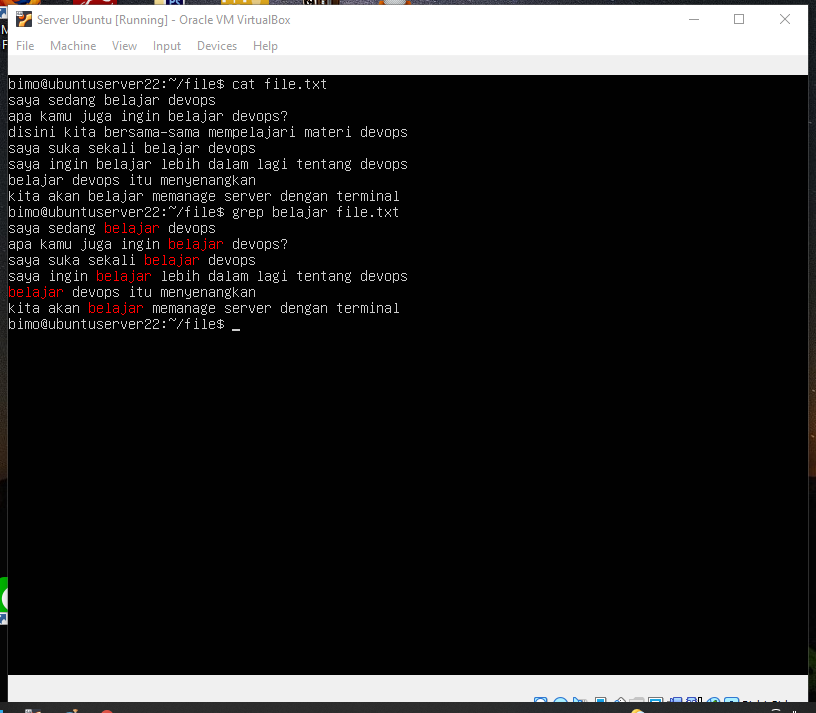 Server Ubuntu [Running] - Oracle VM VirtualBox
File Machine View Input Devices Help
bimo@ubuntuserver22:~/file$ cat file.txt
saya sedang belajar devops
apa kamu juga ingin belajar devops?
disini kita bersama-sama mempelajari materi devops
saya suka sekali belajar devops
saya ingin belajar lebih dalam lagi tentang devops
belajar devops itu menyenangkan
kita akan belajar memanage server dengan terminal
bimo@ubuntuserver22:~/file$ grep belajar file.txt
saya sedang belajar devops
apa kamu juga ingin belajar devops?
saya suka sekali belajar devops
saya ingin belajar lebih dalam lagi tentang devops
belajar devops itu menyenangkan
kita akan belajar memanage server dengan terminal
bimo@ubuntuserver22:~/file$ _